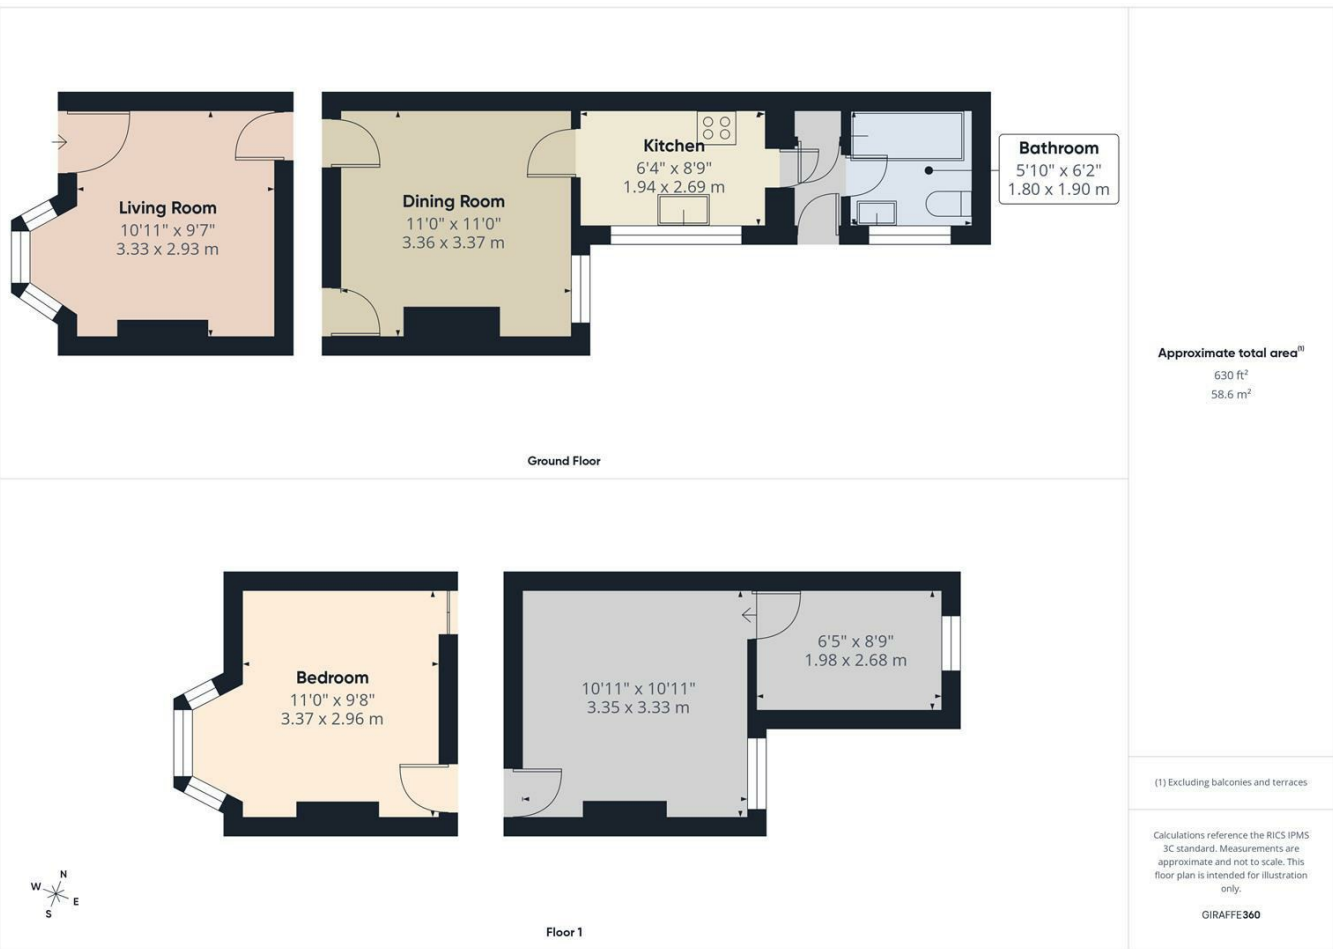 Living Room
10'11" x 9'7"
3.33 x 2.93 m
Dining Room
11'0" x 11'0"
3.36 x 3.37 m
Kitchen
6'4" x 8'9"
1.94 x 2.69 m
Bathroom
5'10" x 6'2"
1.80 x 1.90 m
Ground Floor
Approximate total area(1)
630 ft²
58.6 m²
Bedroom
11'0" x 9'8"
3.37 x 2.96 m
10'11" x 10'11"
3.35 x 3.33 m
6'5" x 8'9"
1.98 x 2.68 m
N
W
E
S
Floor 1
(1) Excluding balconies and terraces
Calculations reference the RICS IPMS
3C standard. Measurements are
approximate and not to scale. This
floor plan is intended for illustration
only.
GIRAFFE360